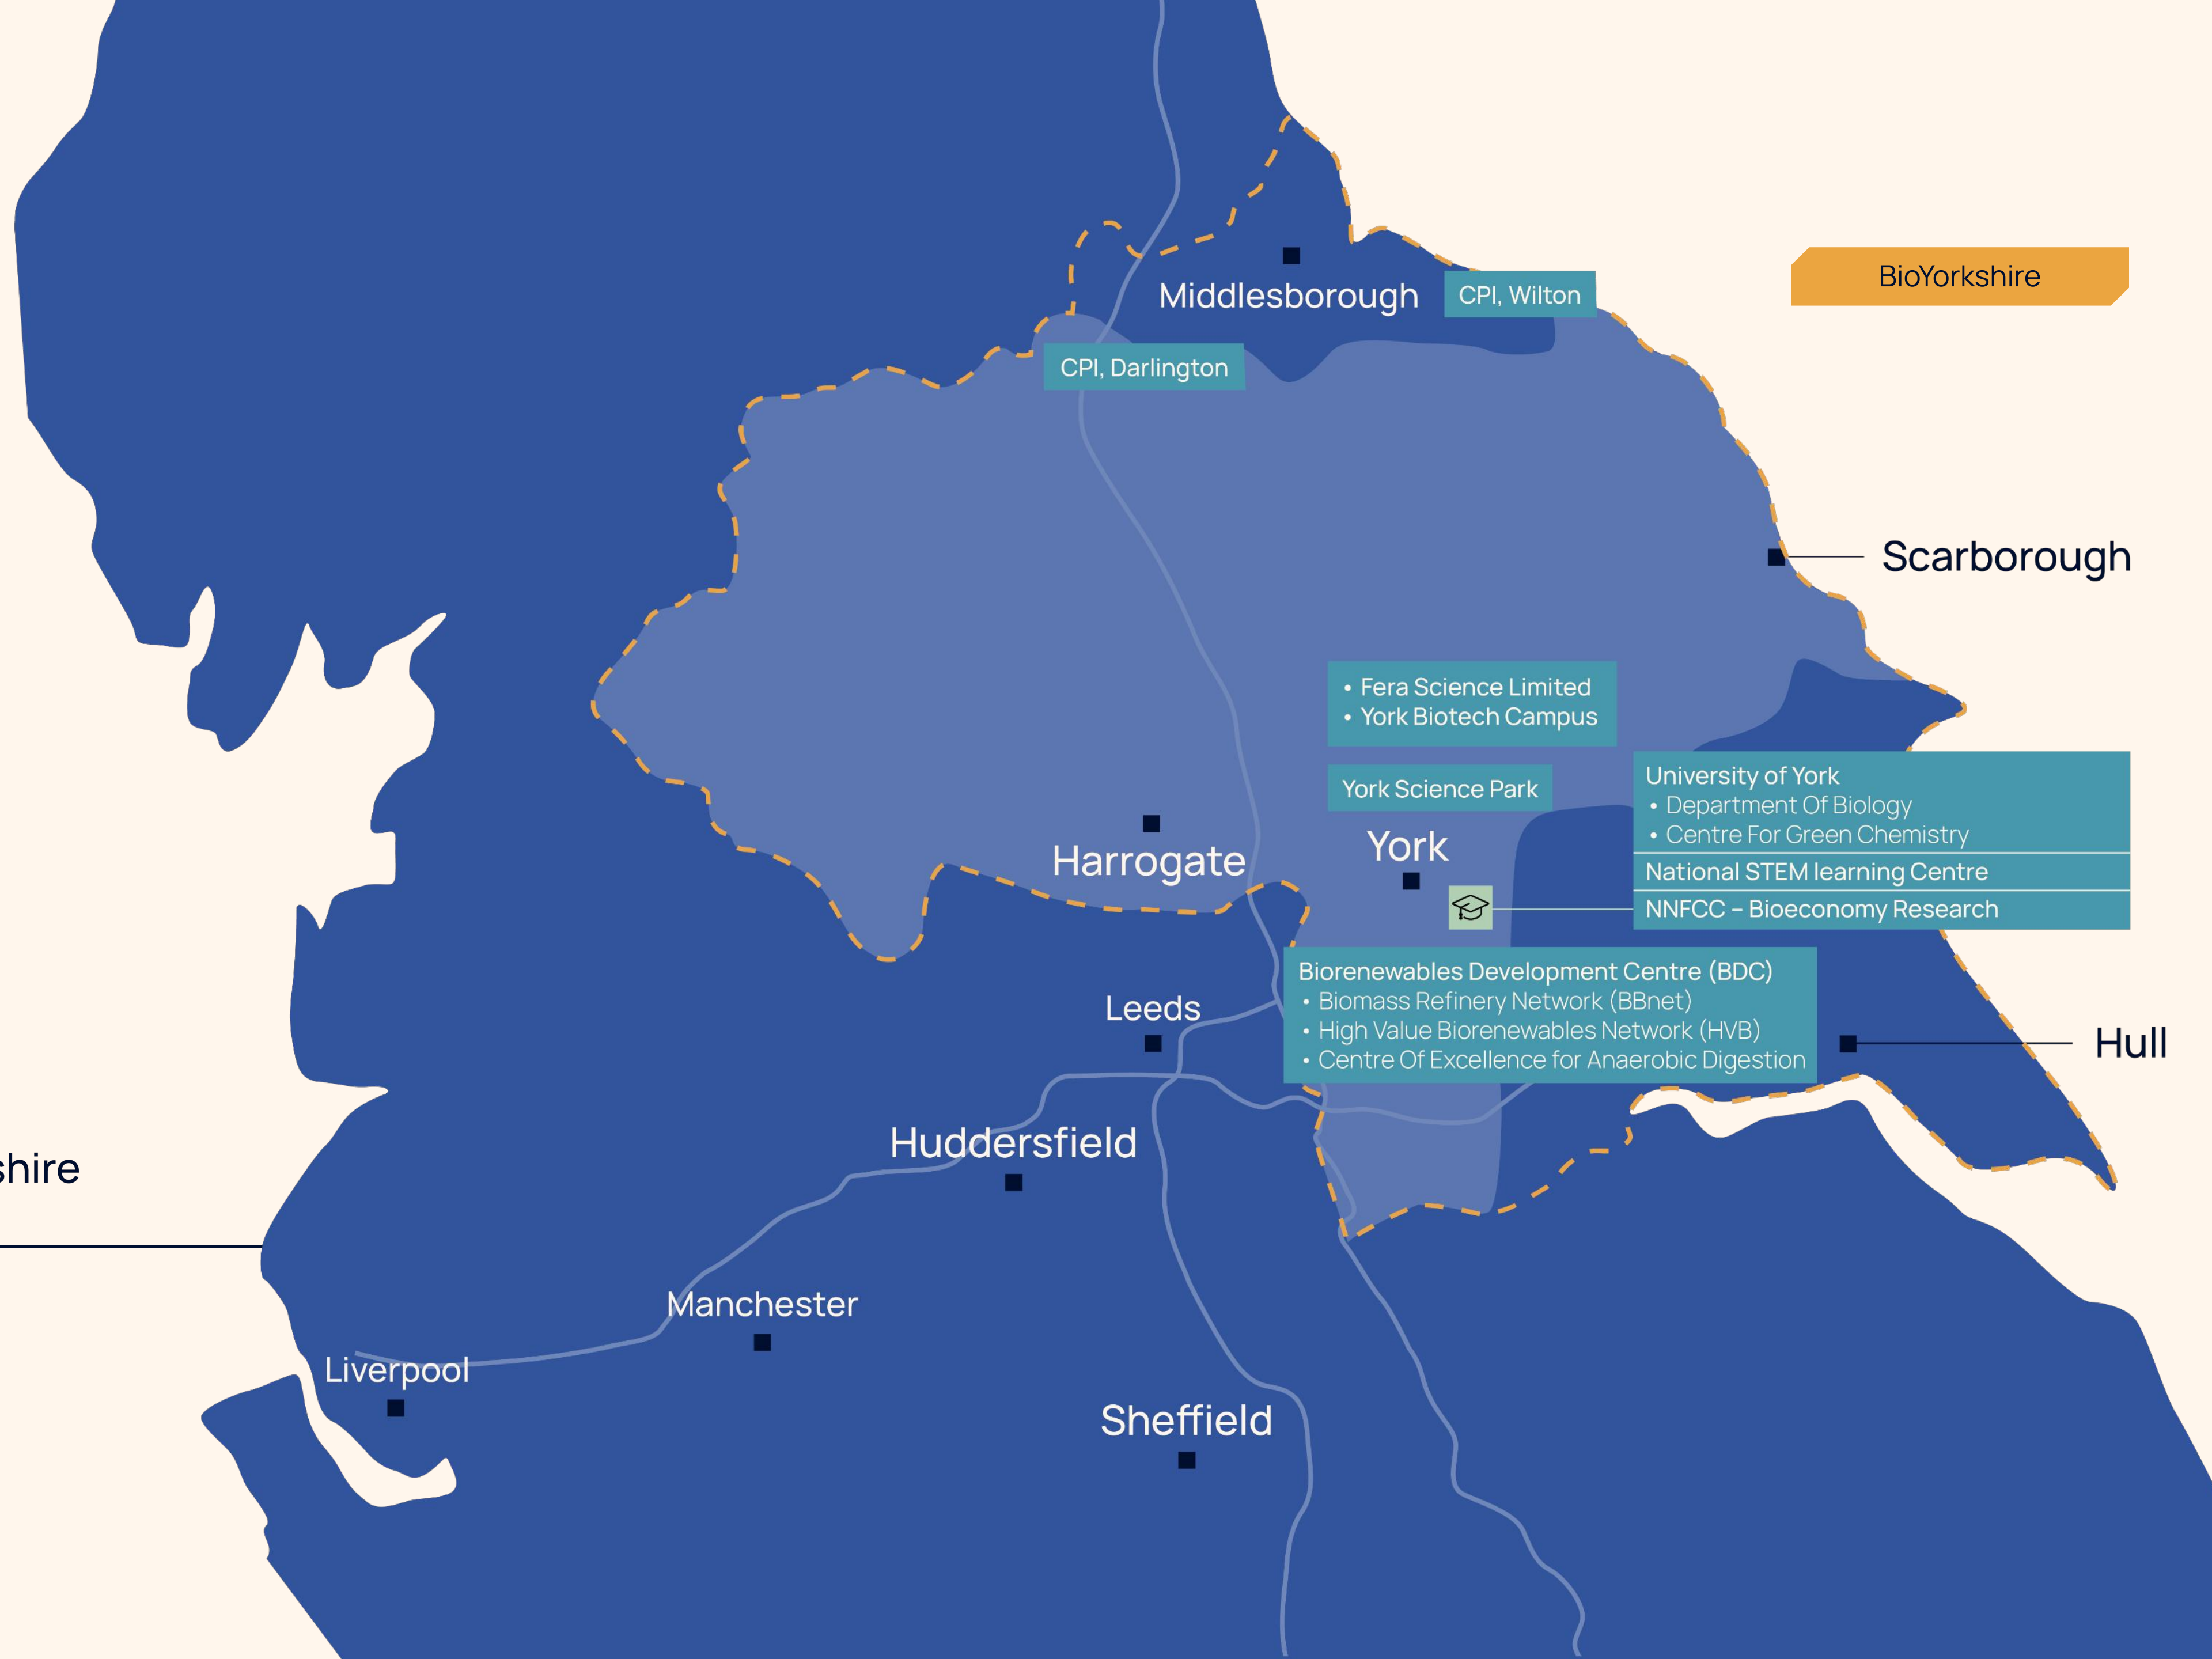 BioYorkshire
Middlesborough
CPI, Wilton
CPI, Darlington
Scarborough
• Fera Science Limited
• York Biotech Campus
York Science Park
University of York
• Department Of Biology
• Centre For Green Chemistry
National STEM learning Centre
NNFCC – Bioeconomy Research
Harrogate
York
Biorenewables Development Centre (BDC)
• Biomass Refinery Network (BBnet)
• High Value Biorenewables Network (HVB)
• Centre Of Excellence for Anaerobic Digestion
Leeds
Hull
Huddersfield
shire
Manchester
Liverpool
Sheffield